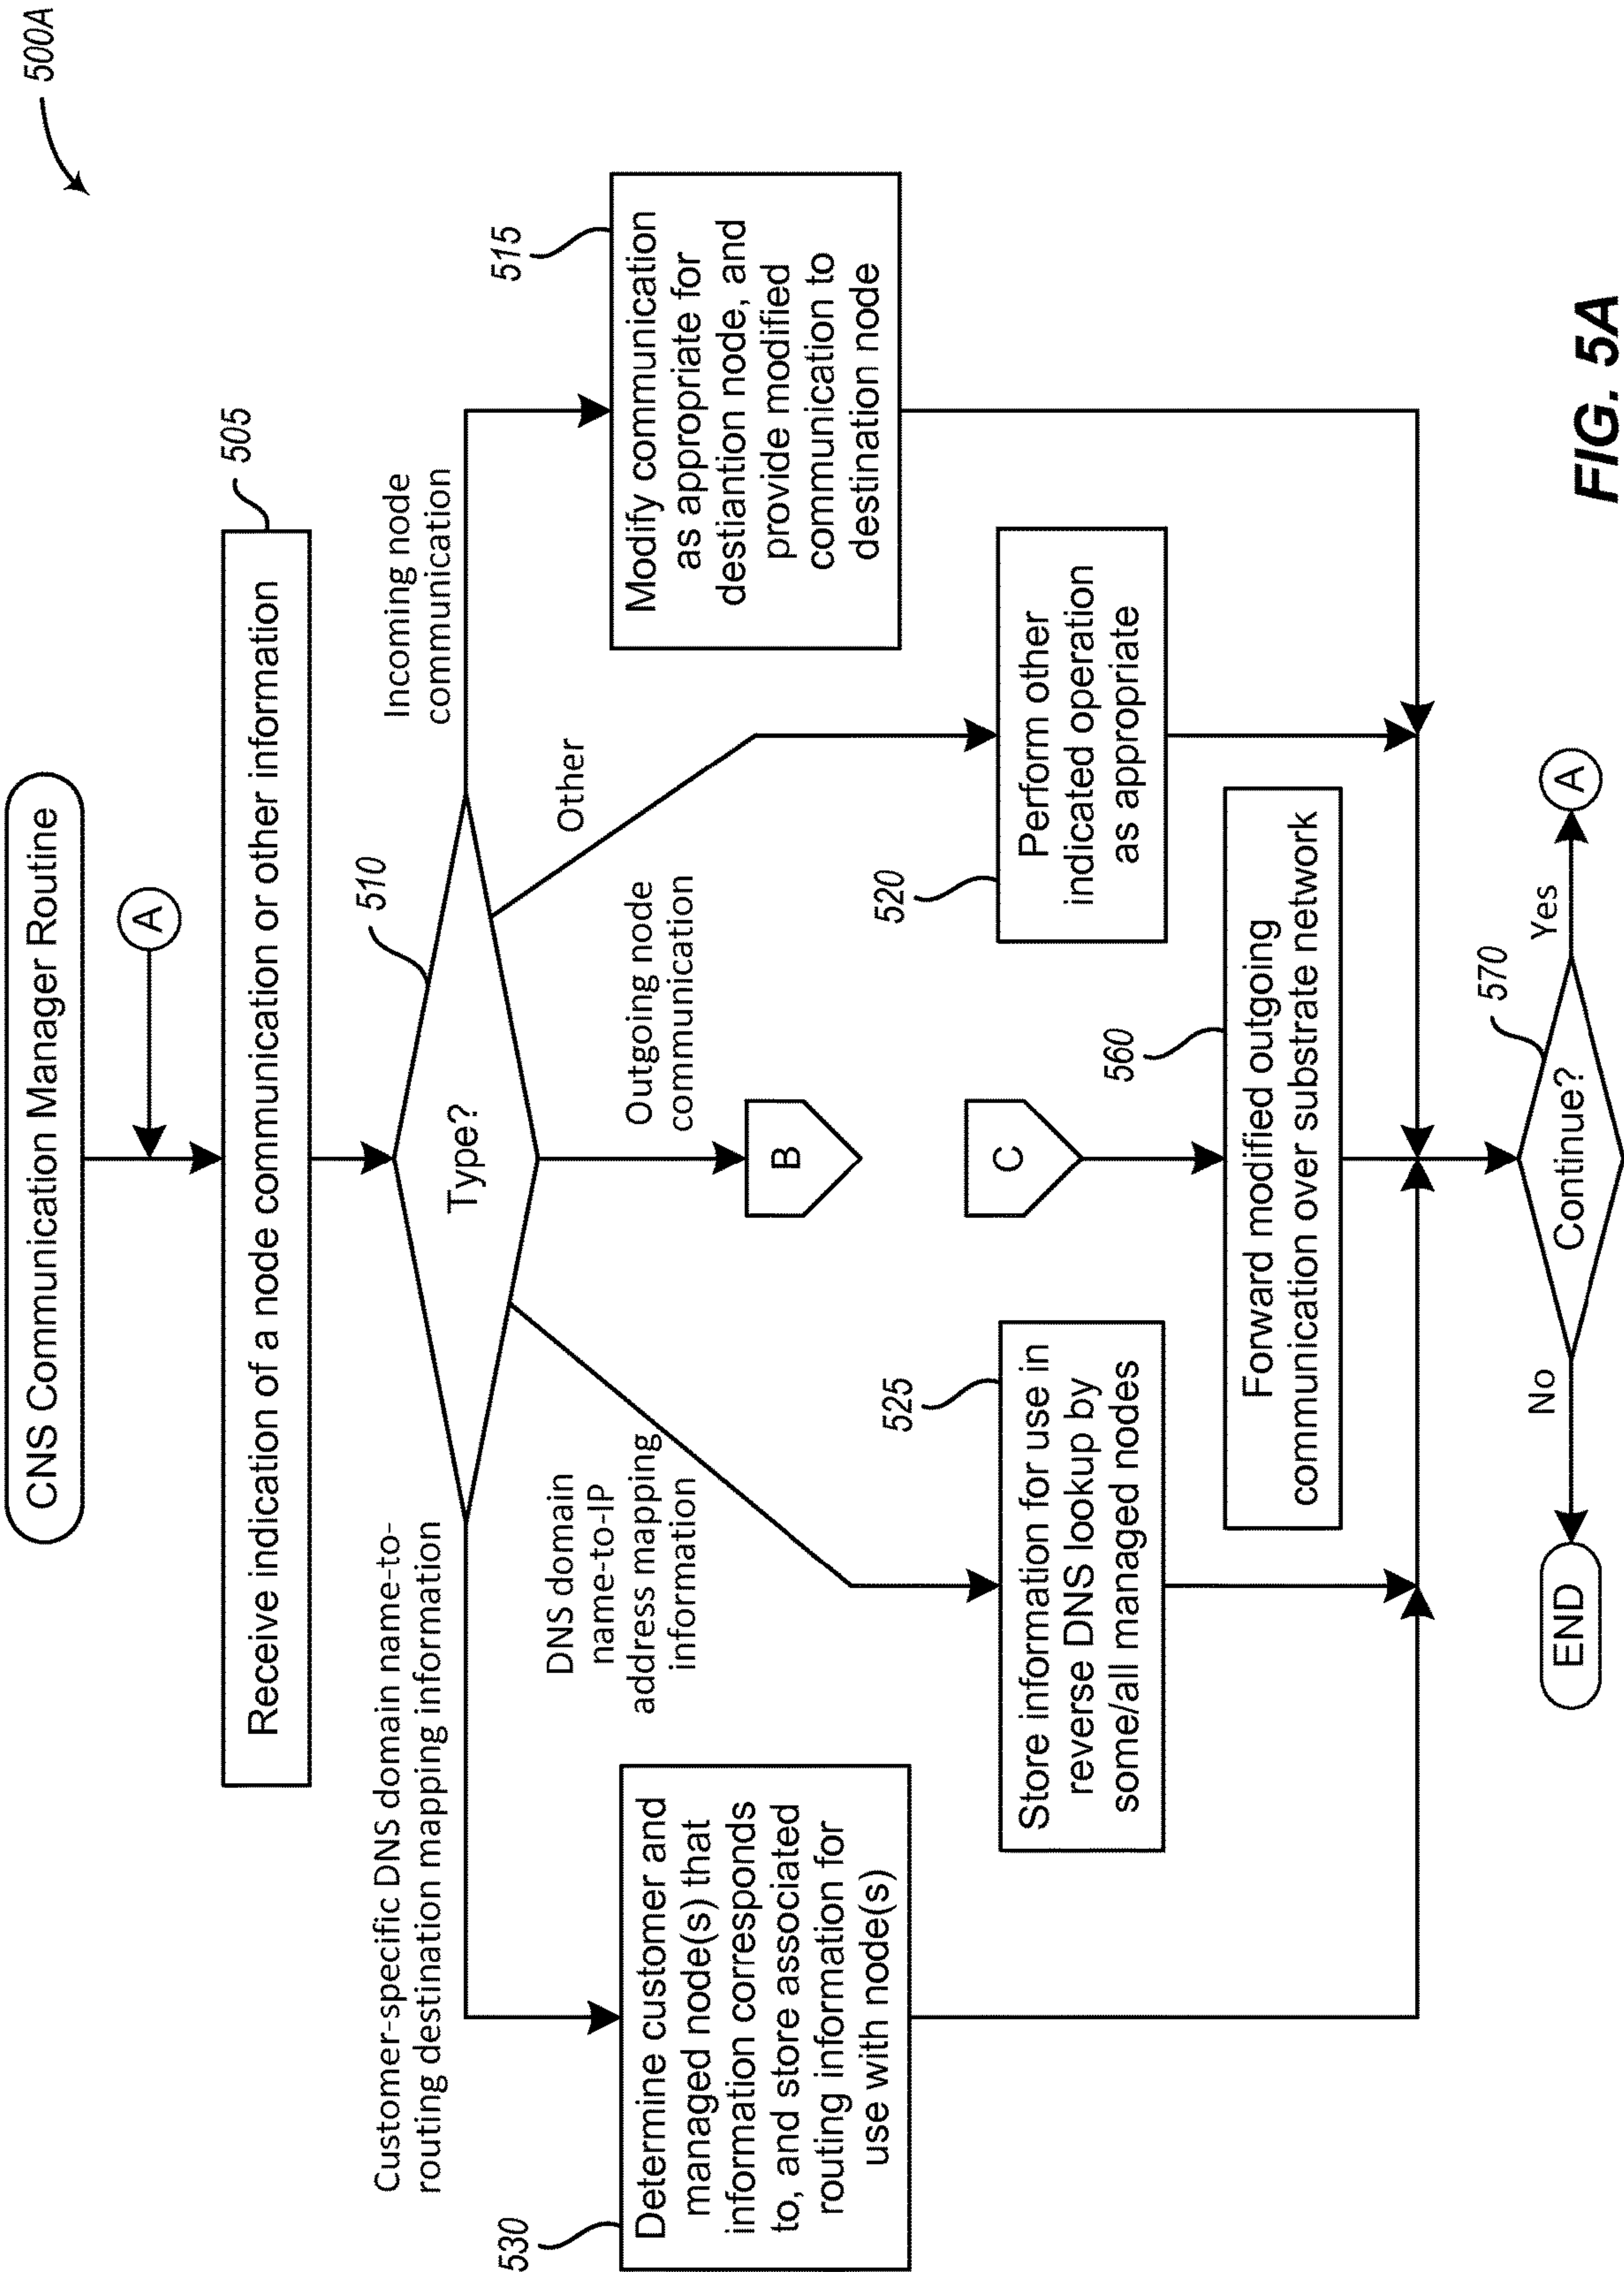 500A
CNS Communication Manager Routine
A
505
Receive indication of a node communication or other information
510
Type?
Customer-specific DNS domain name-to-
routing destination mapping information
DNS domain
name-to-IP
address mapping
information
Outgoing node
communication
Other
Incoming node
communication
530
Determine customer and
managed node(s) that
information corresponds
to, and store associated
routing information for
use with node(s)
B
515
Modify communication
as appropriate for
destiantion node, and
provide modified
communication to
destination node
525
Store information for use in
reverse DNS lookup by
some/all managed nodes
C
520
Perform other
indicated operation
as appropriate
560
Forward modified outgoing
communication over substrate network
570
Continue?
No
END
Yes
A
FIG. 5A